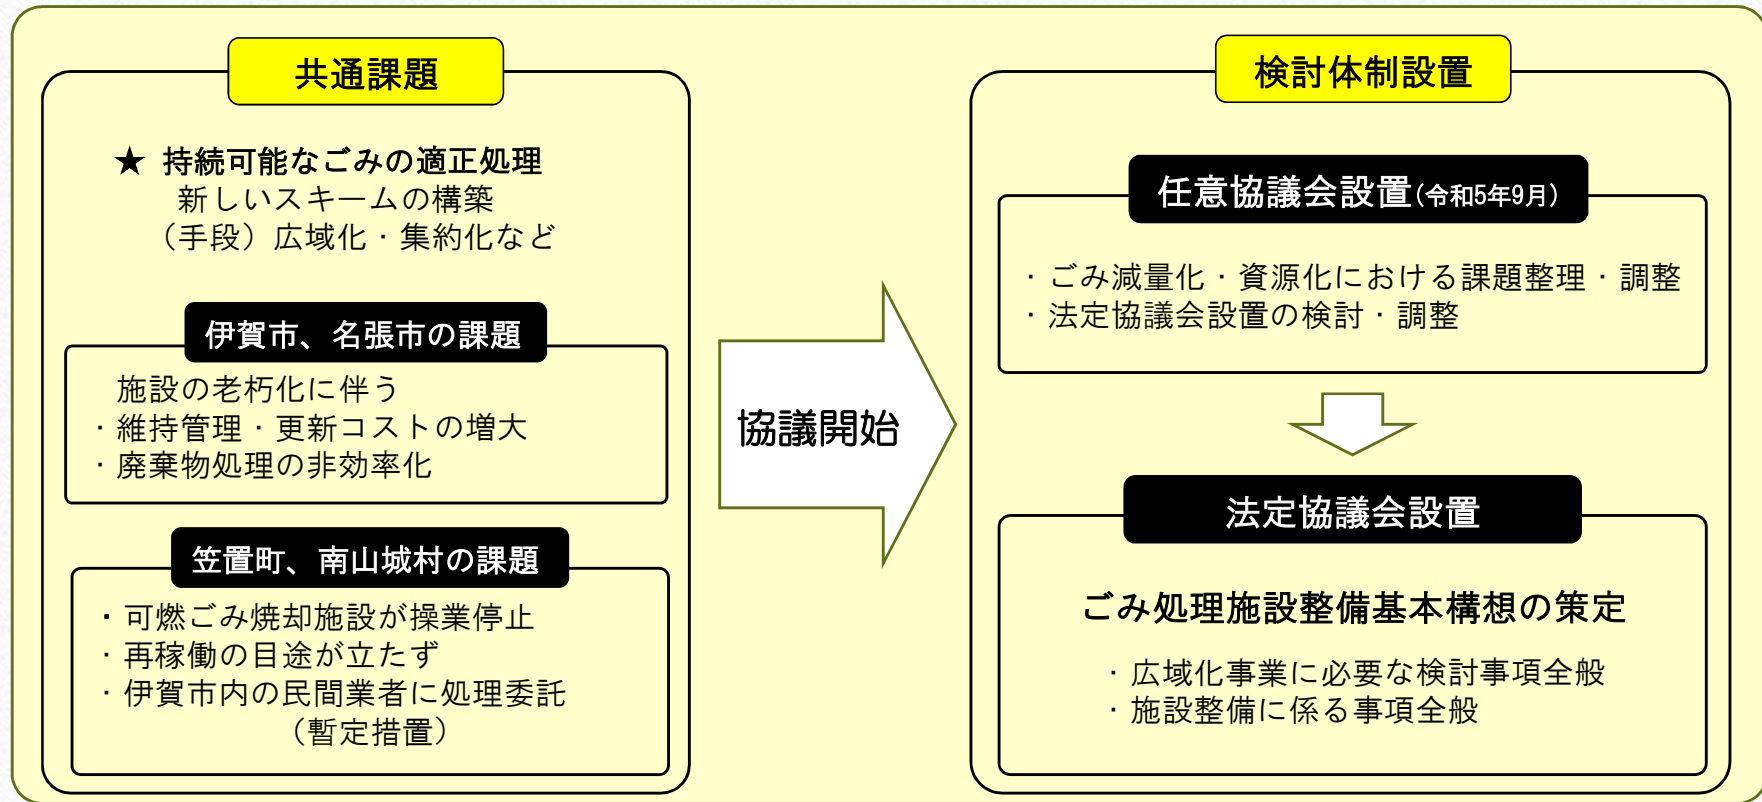 共通課題
★ 持続可能なごみの適正処理
新しいスキームの構築
（手段）広域化・集約化など
伊賀市、名張市の課題
施設の老朽化に伴う
・維持管理・更新コストの増大
・廃棄物処理の非効率化
笠置町、南山城村の課題
・可燃ごみ焼却施設が操業停止
・再稼働の目途が立たず
・伊賀市内の民間業者に処理委託
（暫定措置）
協議開始
検討体制設置
任意協議会設置(令和5年9月)
・ごみ減量化・資源化における課題整理・調整
・法定協議会設置の検討・調整
法定協議会設置
ごみ処理施設整備基本構想の策定
・広域化事業に必要な検討事項全般
・施設整備に係る事項全般